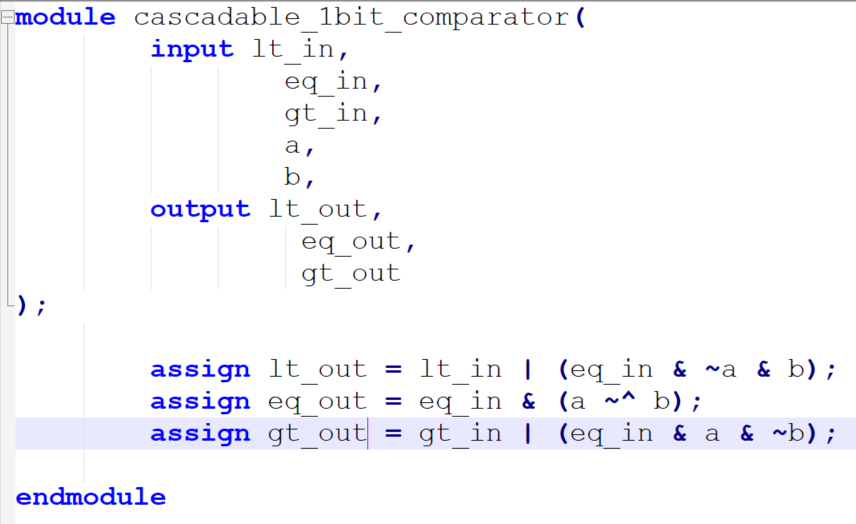 module cascadable_1bit_comparator(
input lt_in,
eq_in,
gt_in,
a,
b,
output lt_out,
eq_out,
gt_out
);
assign lt_out = lt_in | (eq_in & ~a & b);
assign eq_out = eq_in & (a ~^ b);
assign gt_out = gt_in | (eq_in & a & ~b);
endmodule